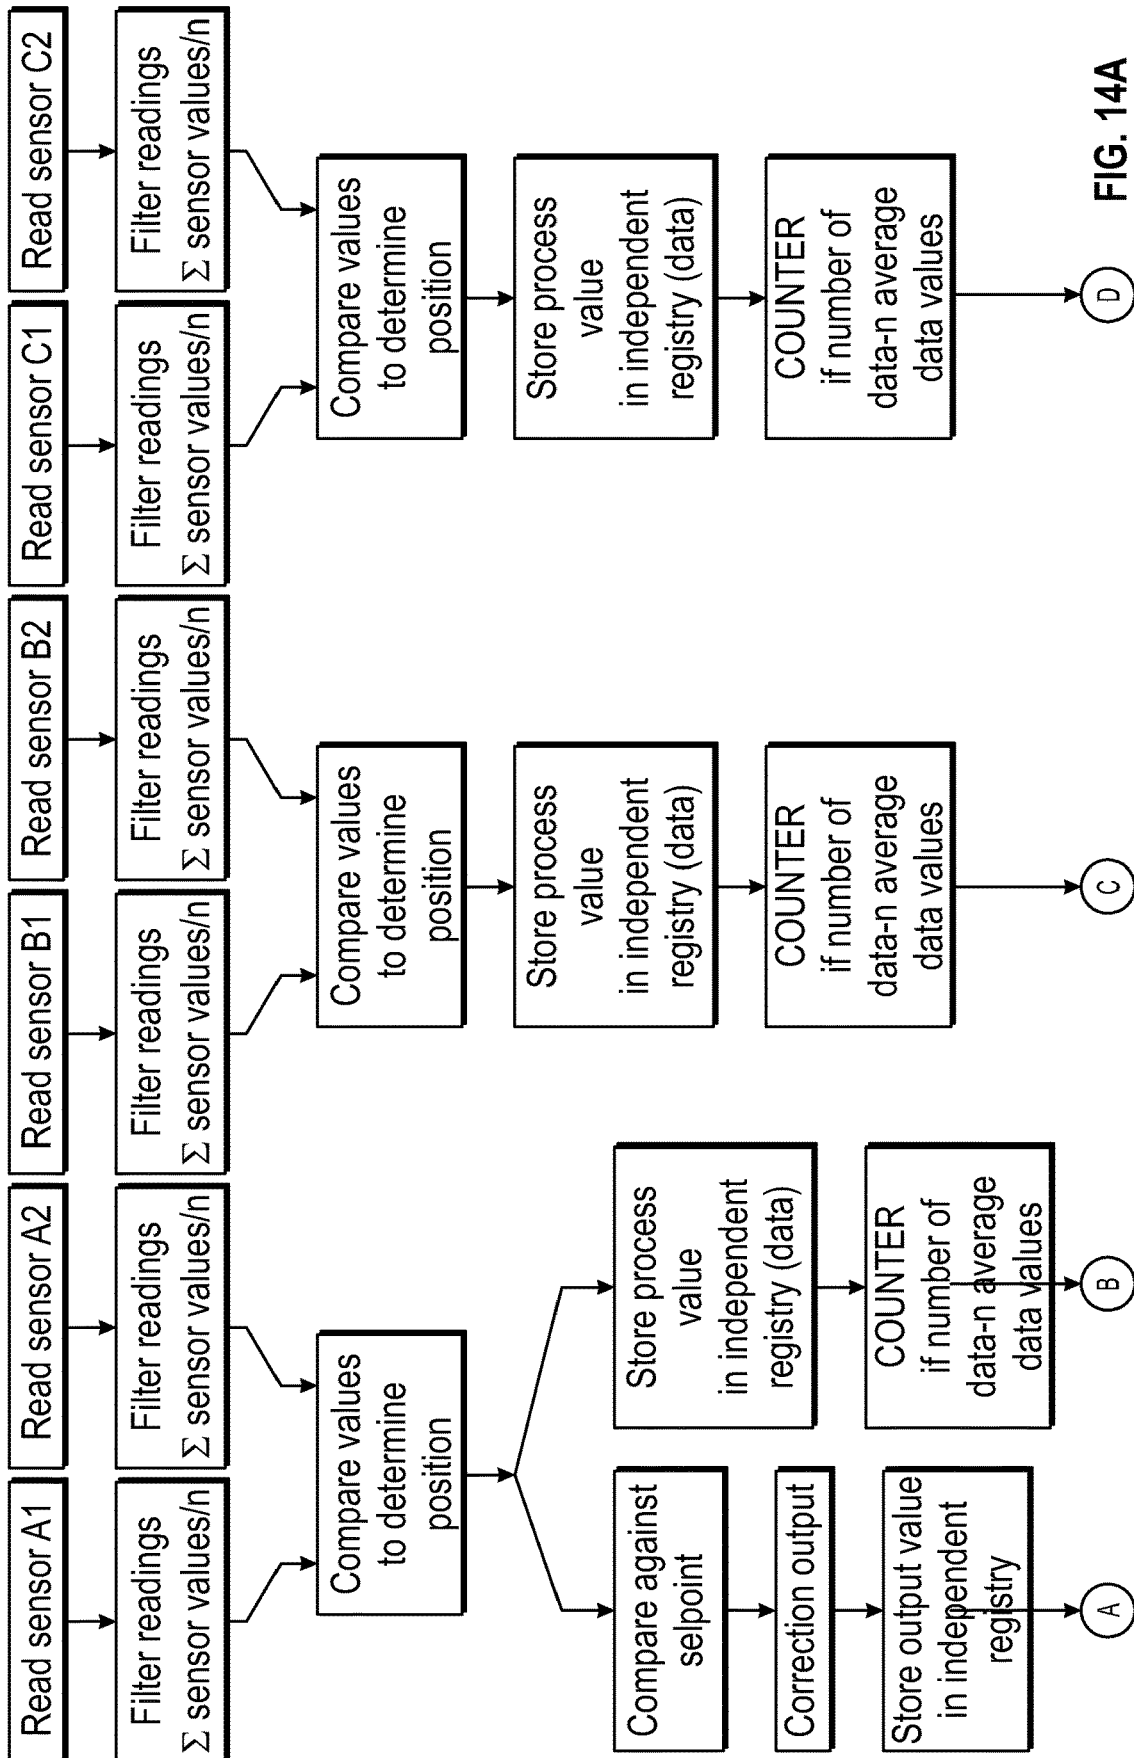 Read sensor A1
Read sensor A2
Read sensor B1
Read sensor B2
Read sensor C1
Read sensor C2
Filter readings
Σ sensor values/n
Filter readings
Σ sensor values/n
Filter readings
Σ sensor values/n
Filter readings
Σ sensor values/n
Filter readings
Σ sensor values/n
Filter readings
Σ sensor values/n
Compare values
to determine
position
Compare values
to determine
position
Compare values
to determine
position
Compare against
selpoint
Correction output
Store output value
in independent
registry
A
Store process
value
in independent
registry (data)
COUNTER
if number of
data-n average
data values
B
Store process
value
in independent
registry (data)
COUNTER
if number of
data-n average
data values
C
Store process
value
in independent
registry (data)
COUNTER
if number of
data-n average
data values
D
FIG. 14A